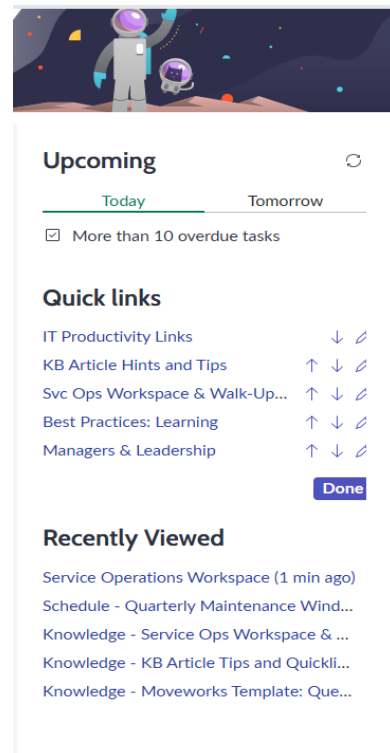 Upcoming
Today Tomorrow
More than 10 overdue tasks
Quick links
IT Productivity Links
KB Article Hints and Tips
Svc Ops Workspace & Walk-Up...
Best Practices: Learning
Managers & Leadership
Done
Recently Viewed
Service Operations Workspace (1 min ago)
Schedule - Quarterly Maintenance Wind...
Knowledge - Service Ops Workspace & ...
Knowledge - KB Article Tips and Quickli...
Knowledge - Moveworks Template: Que...